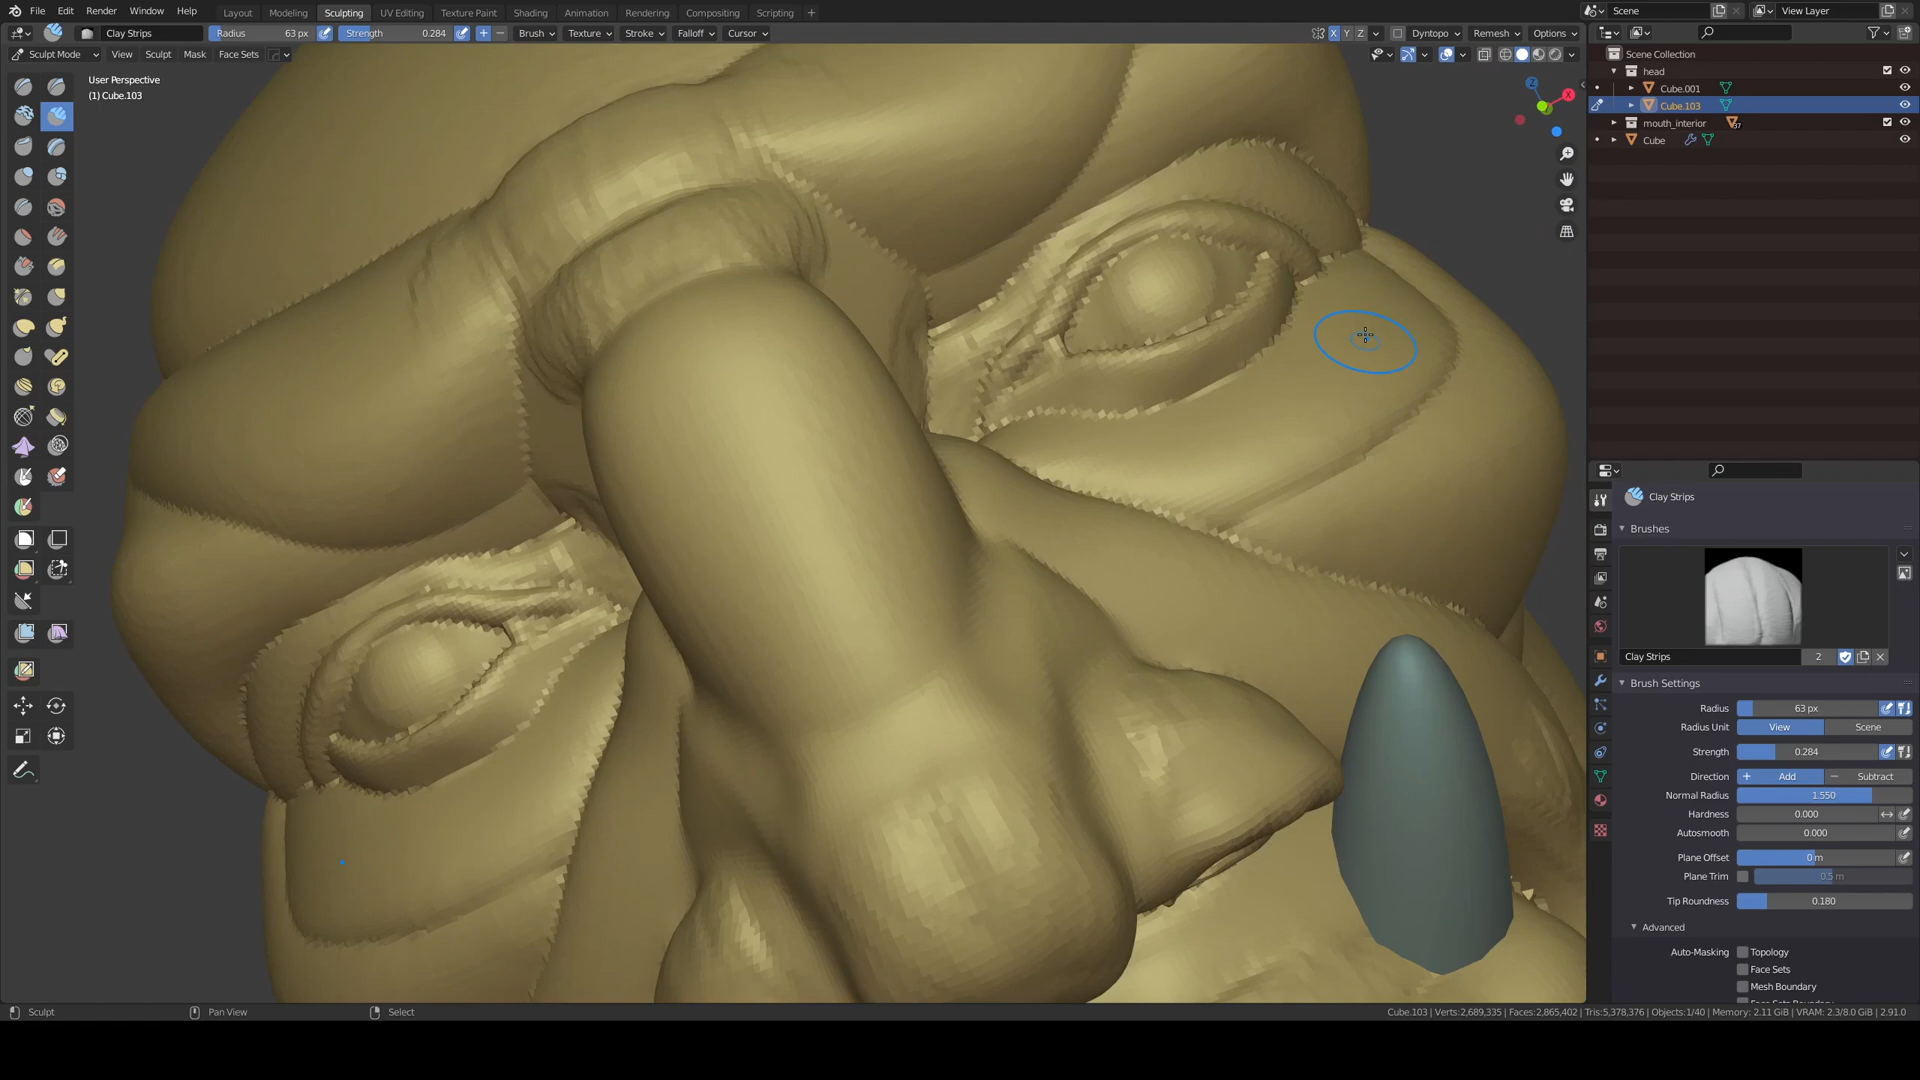 File Edit Render Window Help Layout Modeling Sculpting UV Editing Texture Paint Shading Animation Rendering Compositing Scripting + Scene View Layer
Clay Strips Radius 63 px Strength 0.284 Brush Texture Stroke Falloff Cursor X Y Z Dyntopo Remesh Options
Sculpt Mode View Sculpt Mask Face Sets
User Perspective
(1) Cube.103
Scene Collection
head
Cube.001
Cube.103
mouth_interior 37
Cube
Clay Strips
Brushes
Clay Strips 2
Brush Settings
Radius 63 px
Radius Unit View Scene
Strength 0.284
Direction + Add − Subtract
Normal Radius 1.550
Hardness 0.000
Autosmooth 0.000
Plane Offset 0 m
Plane Trim 0.5 m
Tip Roundness 0.180
Advanced
Auto-Masking Topology
Face Sets
Mesh Boundary
Face Sets Boundary
Sculpt Pan View Select Cube.103 | Verts:2,689,335 | Faces:2,865,402 | Tris:5,378,376 | Objects:1/40 | Memory: 2.11 GiB | VRAM: 2.3/8.0 GiB | 2.91.0